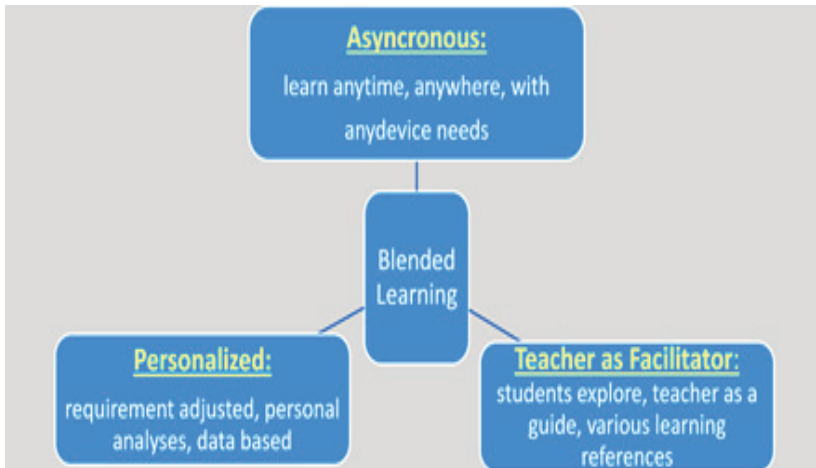 Asyncronous:
learn anytime, anywhere, with
anydevice needs
Blended
Learning
Personalized:
requirement adjusted, personal
analyses, data based
Teacher as Facilitator:
students explore, teacher as a
guide, various learning
references